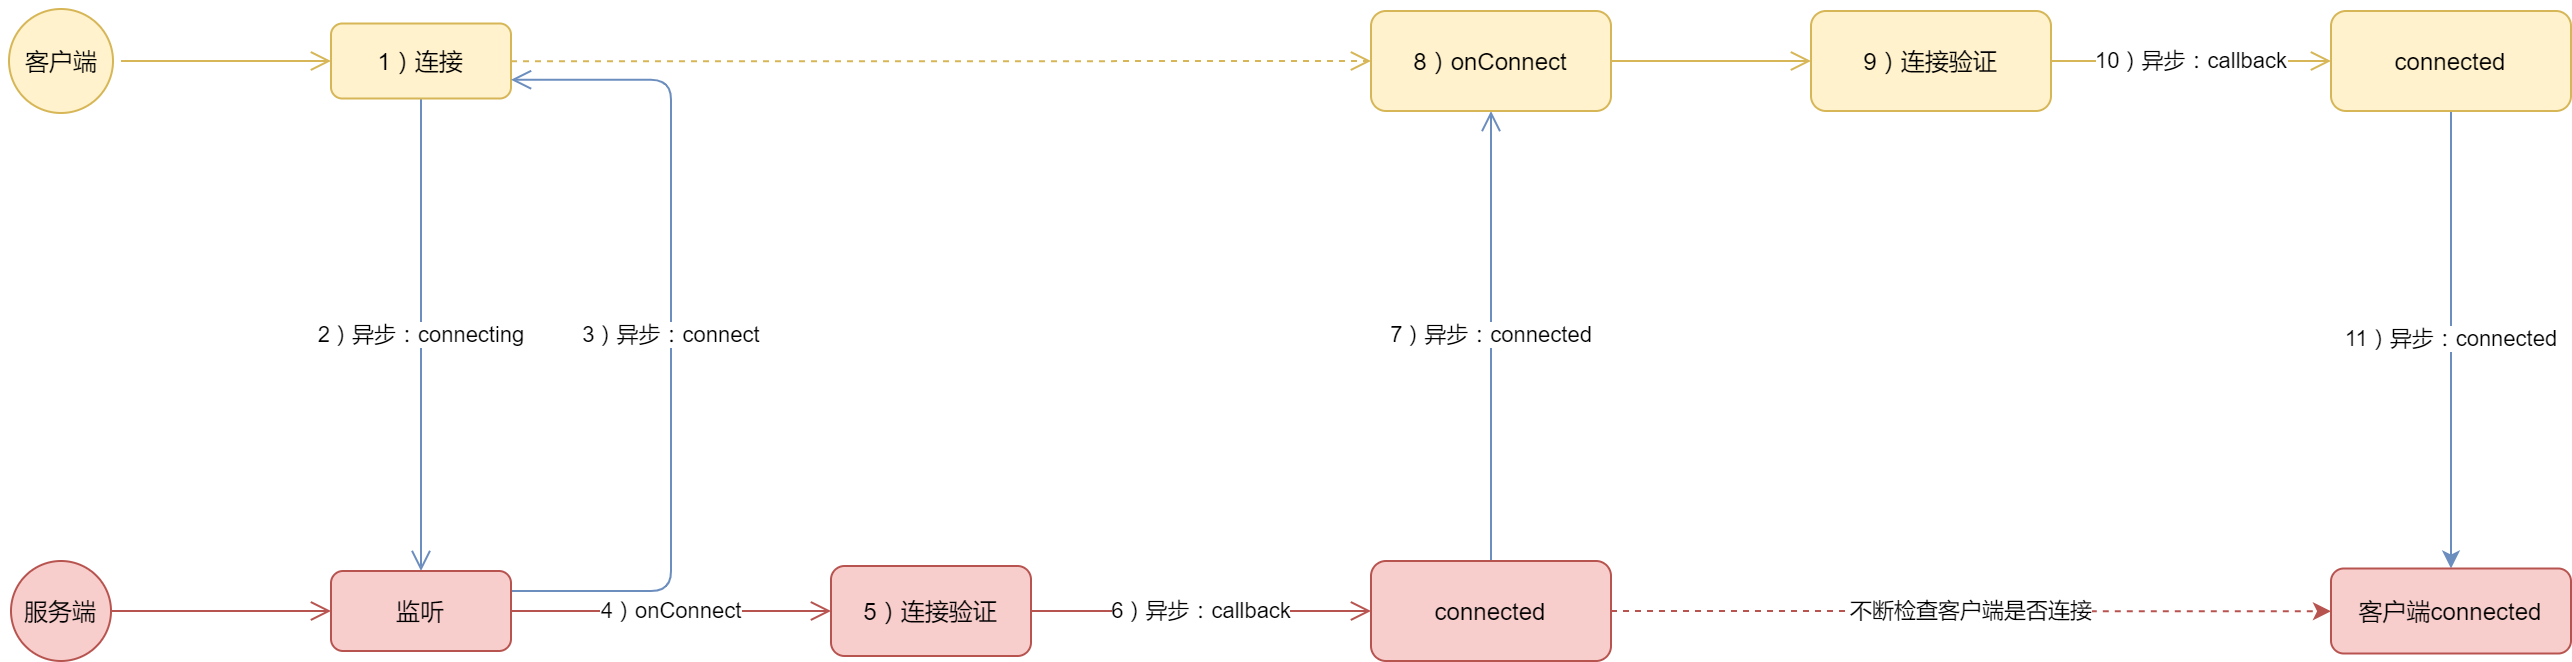 客户端
1）连接
8）onConnect
9）连接验证
10）异步：callback
connected
2）异步：connecting
3）异步：connect
7）异步：connected
11）异步：connected
服务端
监听
4）onConnect
5）连接验证
6）异步：callback
connected
不断检查客户端是否连接
客户端connected